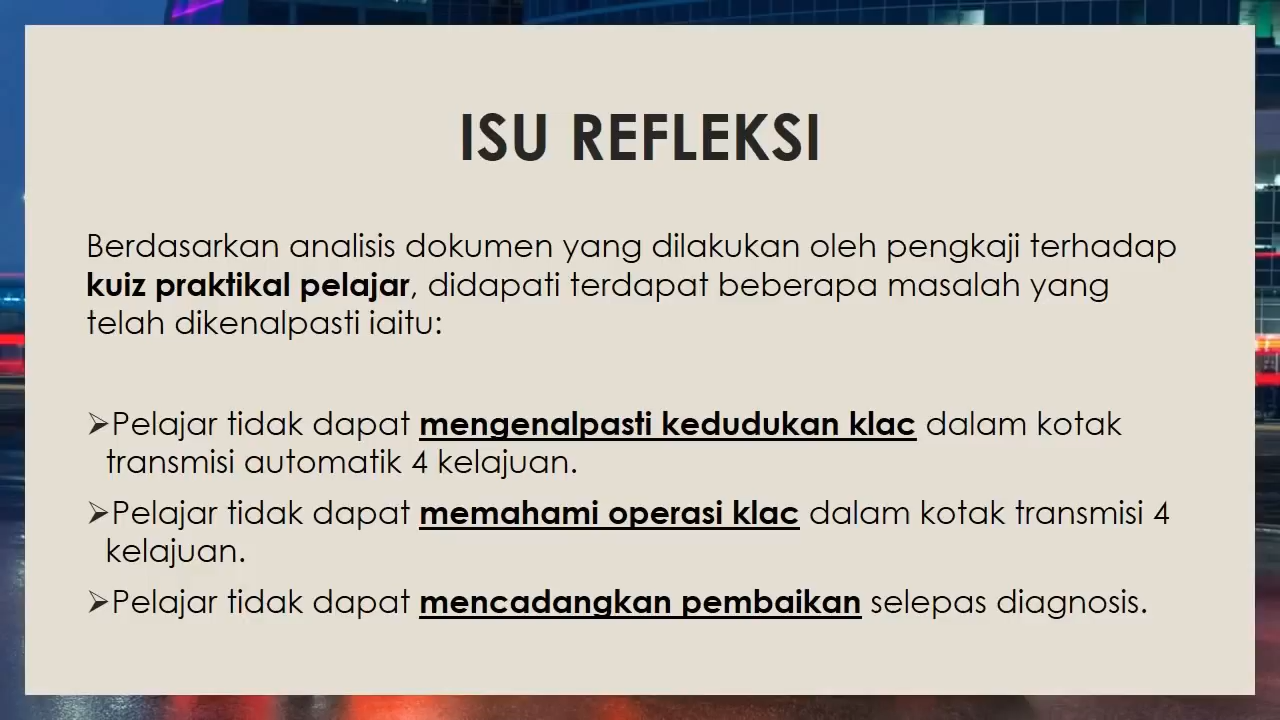 ISU REFLEKSI
Berdasarkan analisis dokumen yang dilakukan oleh pengkaji terhadap
kuiz praktikal pelajar, didapati terdapat beberapa masalah yang
telah dikenalpasti iaitu:
➢Pelajar tidak dapat mengenalpasti kedudukan klac dalam kotak
transmisi automatik 4 kelajuan.
➢Pelajar tidak dapat memahami operasi klac dalam kotak transmisi 4
kelajuan.
➢Pelajar tidak dapat mencadangkan pembaikan selepas diagnosis.